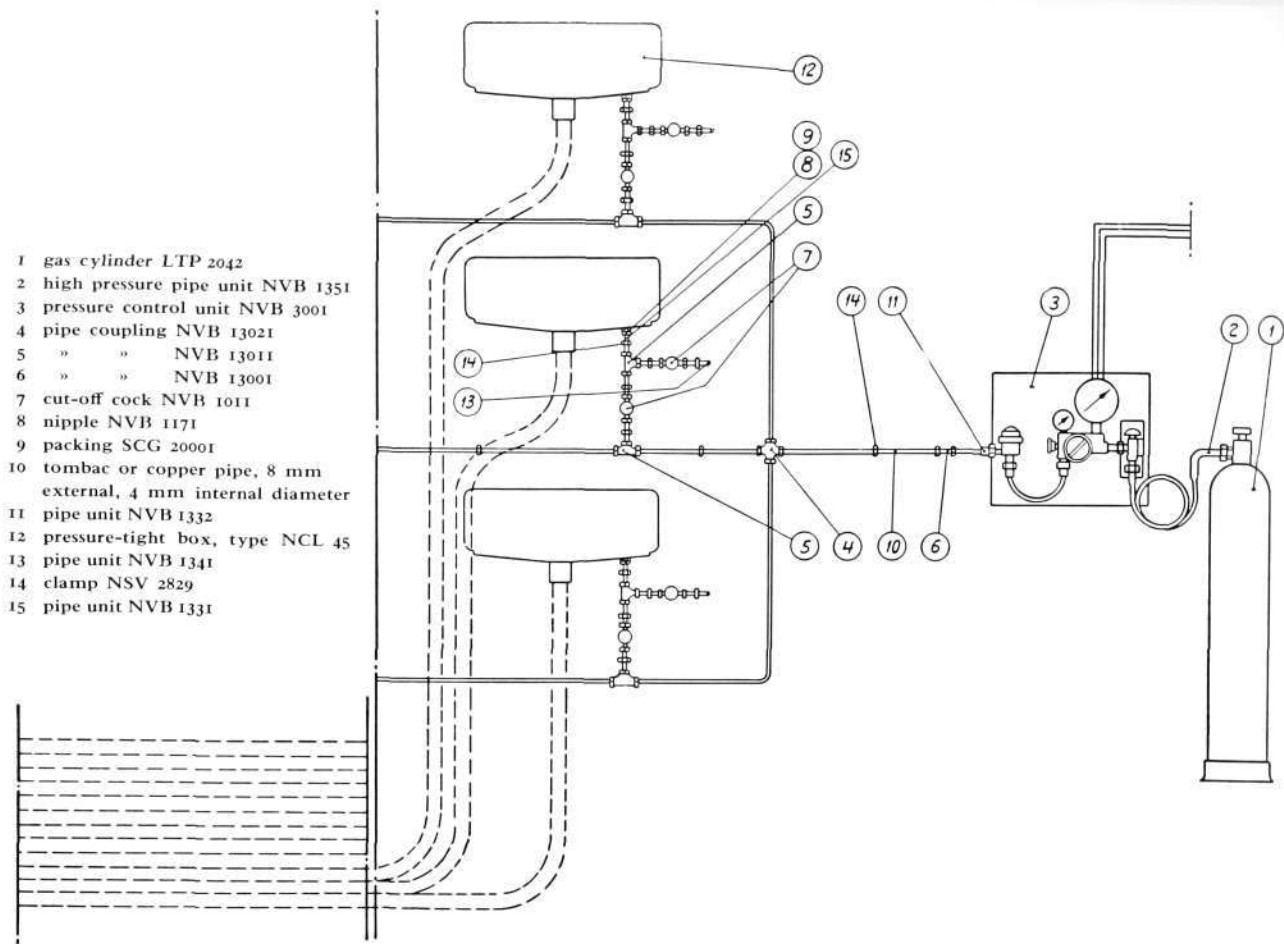 12
9
8
15
5
7
14
13
14
11
3
2
1
5
4
10
6
1 gas cylinder LTP 2042
2 high pressure pipe unit NVB 1351
3 pressure control unit NVB 3001
4 pipe coupling NVB 13021
5 » » NVB 13011
6 » » NVB 13001
7 cut-off cock NVB 1011
8 nipple NVB 1171
9 packing SCG 20001
10 tombac or copper pipe, 8 mm
external, 4 mm internal diameter
11 pipe unit NVB 1332
12 pressure-tight box, type NCL 45
13 pipe unit NVB 1341
14 clamp NSV 2829
15 pipe unit NVB 1331